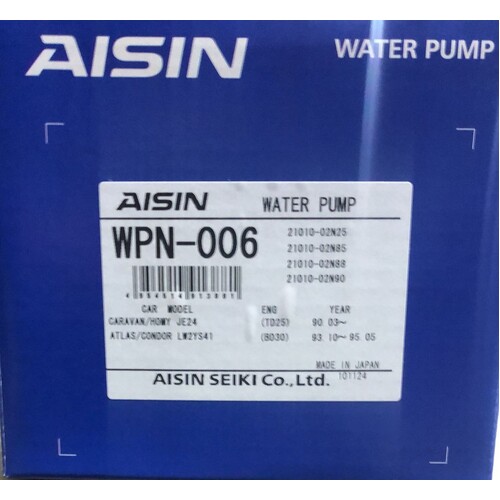 AISIN WATER PUMP
AISIN WATER PUMP
WPN-006
21010-02N25
21010-02N85
21010-02N88
21010-02N90
CAR MODEL ENG YEAR
CARAVAN/HOMY JE24 (TD25) 90 03~
ATLAS/CONDOR LW2YS41 (BD30) 93.10~ 95.05
MADE IN JAPAN
101124
AISIN SEIKI Co.,Ltd.